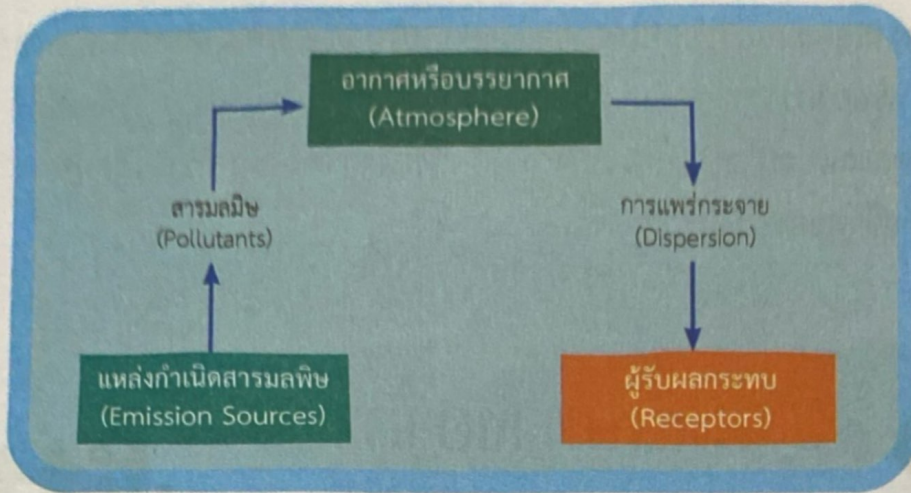 อากาศหรือบรรยากาศ
(Atmosphere)
สารมลมิษ
(Pollutants)
การแพร่กระจาย
(Dispersion)
แหล่งกำเนิดสารมลพิษ
(Emission Sources)
ผู้รับผลกระทบ
(Receptors)